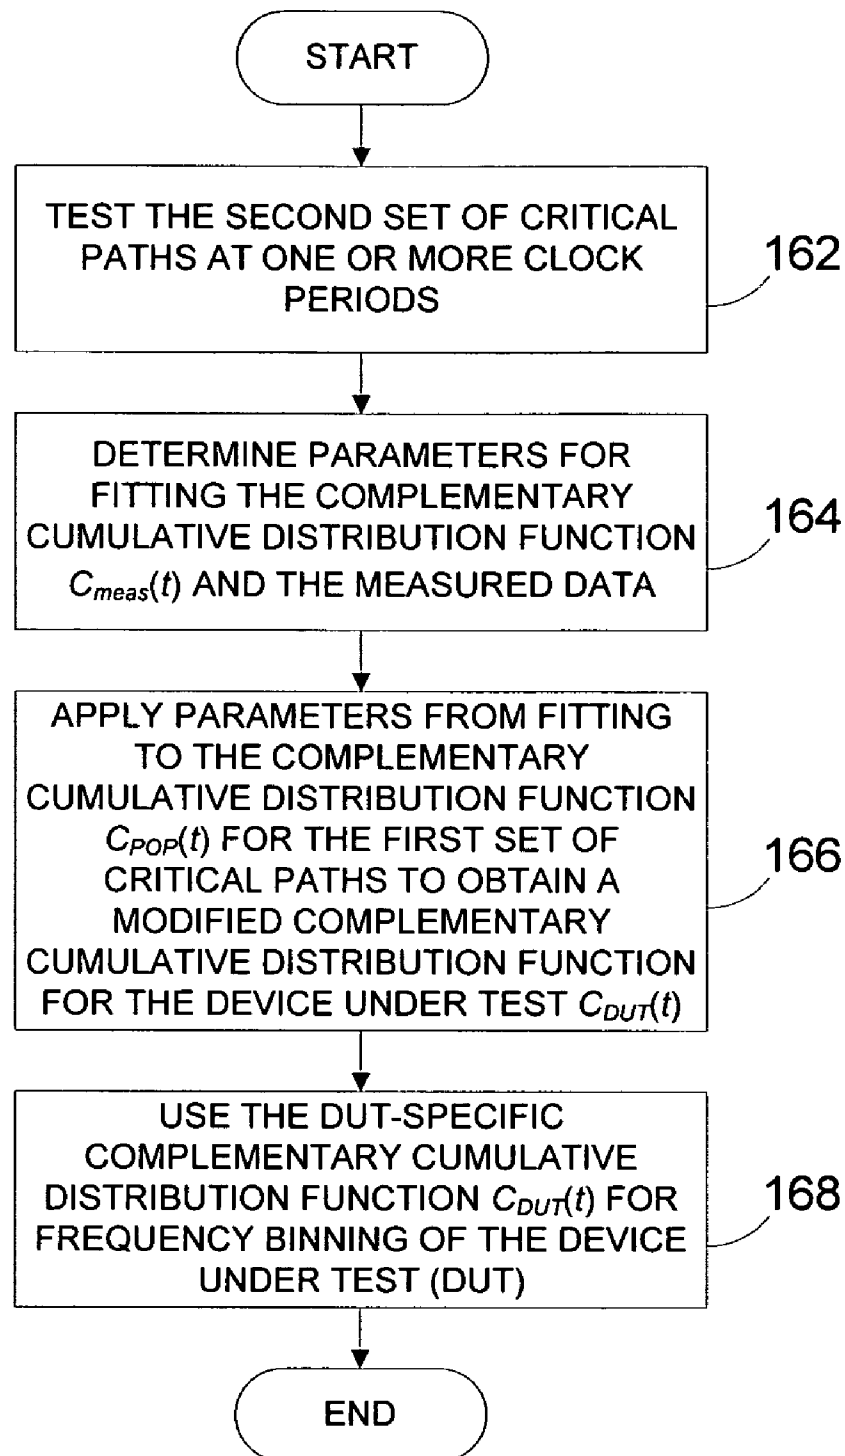 START
TEST THE SECOND SET OF CRITICAL
PATHS AT ONE OR MORE CLOCK
PERIODS
162
DETERMINE PARAMETERS FOR
FITTING THE COMPLEMENTARY
CUMULATIVE DISTRIBUTION FUNCTION
Cmeas(t) AND THE MEASURED DATA
164
APPLY PARAMETERS FROM FITTING
TO THE COMPLEMENTARY
CUMULATIVE DISTRIBUTION FUNCTION
CPOP(t) FOR THE FIRST SET OF
CRITICAL PATHS TO OBTAIN A
MODIFIED COMPLEMENTARY
CUMULATIVE DISTRIBUTION FUNCTION
FOR THE DEVICE UNDER TEST CDUT(t)
166
USE THE DUT-SPECIFIC
COMPLEMENTARY CUMULATIVE
DISTRIBUTION FUNCTION CDUT(t) FOR
FREQUENCY BINNING OF THE DEVICE
UNDER TEST (DUT)
168
END